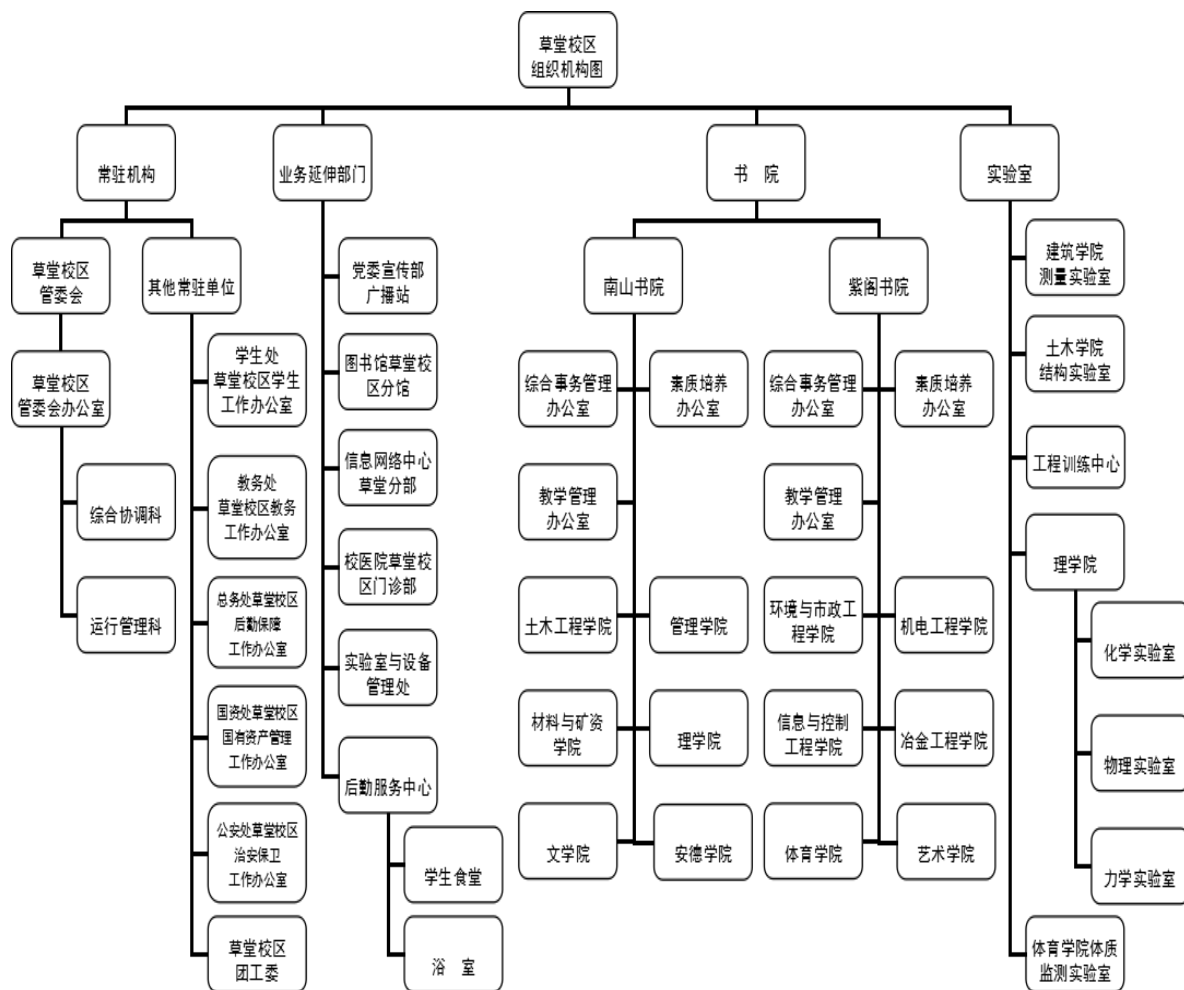 草堂校区
组织机构图
常驻机构
业务延伸部门
书 院
实验室
草堂校区
管委会
其他常驻单位
草堂校区
管委会办公室
综合协调科
运行管理科
学生处
草堂校区学生
工作办公室
教务处
草堂校区教务
工作办公室
总务处草堂校区
后勤保障
工作办公室
国资处草堂校区
国有资产管理
工作办公室
公安处草堂校区
治安保卫
工作办公室
草堂校区
团工委
党委宣传部
广播站
图书馆草堂校
区分馆
信息网络中心
草堂分部
校医院草堂校
区门诊部
实验室与设备
管理处
后勤服务中心
学生食堂
浴 室
南山书院
综合事务管理
办公室
素质培养
办公室
教学管理
办公室
土木工程学院
管理学院
材料与矿资
学院
理学院
文学院
安德学院
紫阁书院
综合事务管理
办公室
素质培养
办公室
教学管理
办公室
环境与市政工
程学院
机电工程学院
信息与控制
工程学院
冶金工程学院
体育学院
艺术学院
建筑学院
测量实验室
土木学院
结构实验室
工程训练中心
理学院
化学实验室
物理实验室
力学实验室
体育学院体质
监测实验室